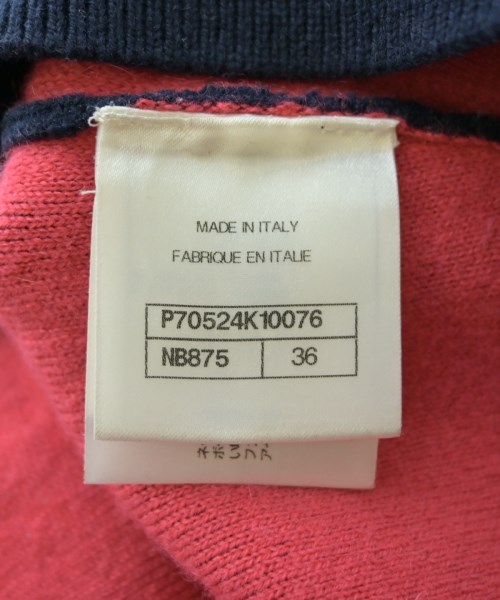 MADE IN ITALY
FABRIQUE EN ITALIE
P70524K10076
NB875 36